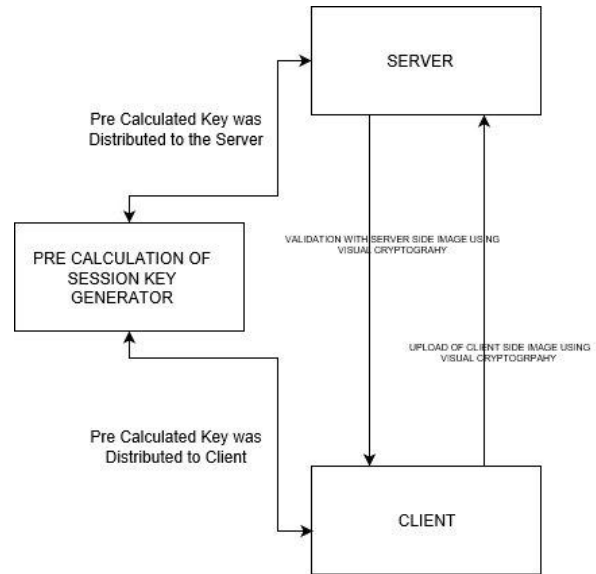 SERVER
Pre Calculated Key was
Distributed to the Server
VALIDATION WITH SERVER SIDE IMAGE USING
VISUAL CRYPTOGRAHY
PRE CALCULATION OF
SESSION KEY
GENERATOR
UPLOAD OF CLIENT SIDE IMAGE USING
VISUAL CRYPTOGRPAHY
Pre Calculated Key was
Distributed to Client
CLIENT